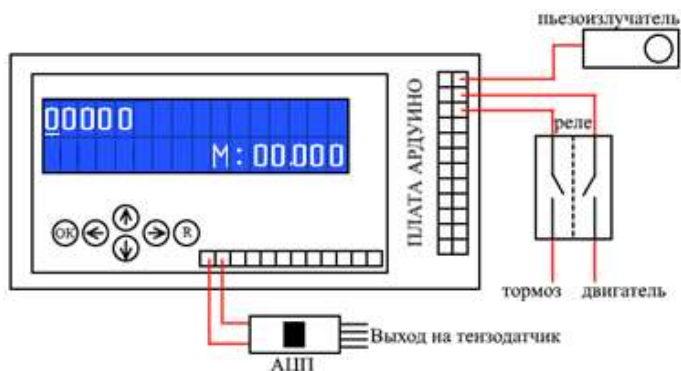 пьезоизлучатель
ПЛАТА АРДУИНО
00000
M:00.000
реле
OK
R
тормоз
двигатель
Выход на тензодатчик
АЦП